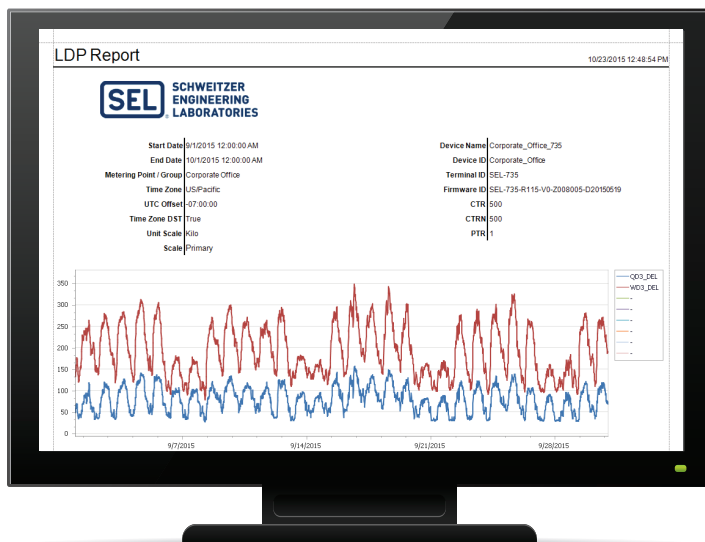 LDP Report
10/23/2015 12:48:54 PM
SEL SCHWEITZER
ENGINEERING
LABORATORIES
Start Date 9/1/2015 12:00:00 AM
End Date 10/1/2015 12:00:00 AM
Metering Point / Group Corporate Office
Time Zone US/Pacific
UTC Offset -07:00:00
Time Zone DST True
Unit Scale Kilo
Scale Primary
Device Name Corporate_Office_735
Device ID Corporate_Office
Terminal ID SEL-735
Firmware ID SEL-735-R115-V0-Z008005-D20150519
CTR 500
CTRN 500
PTR 1
350
300
250
200
150
100
50
0
9/7/2015
9/14/2015
9/21/2015
9/28/2015
QD3_DEL
WD3_DEL
-
-
-
-
-
-